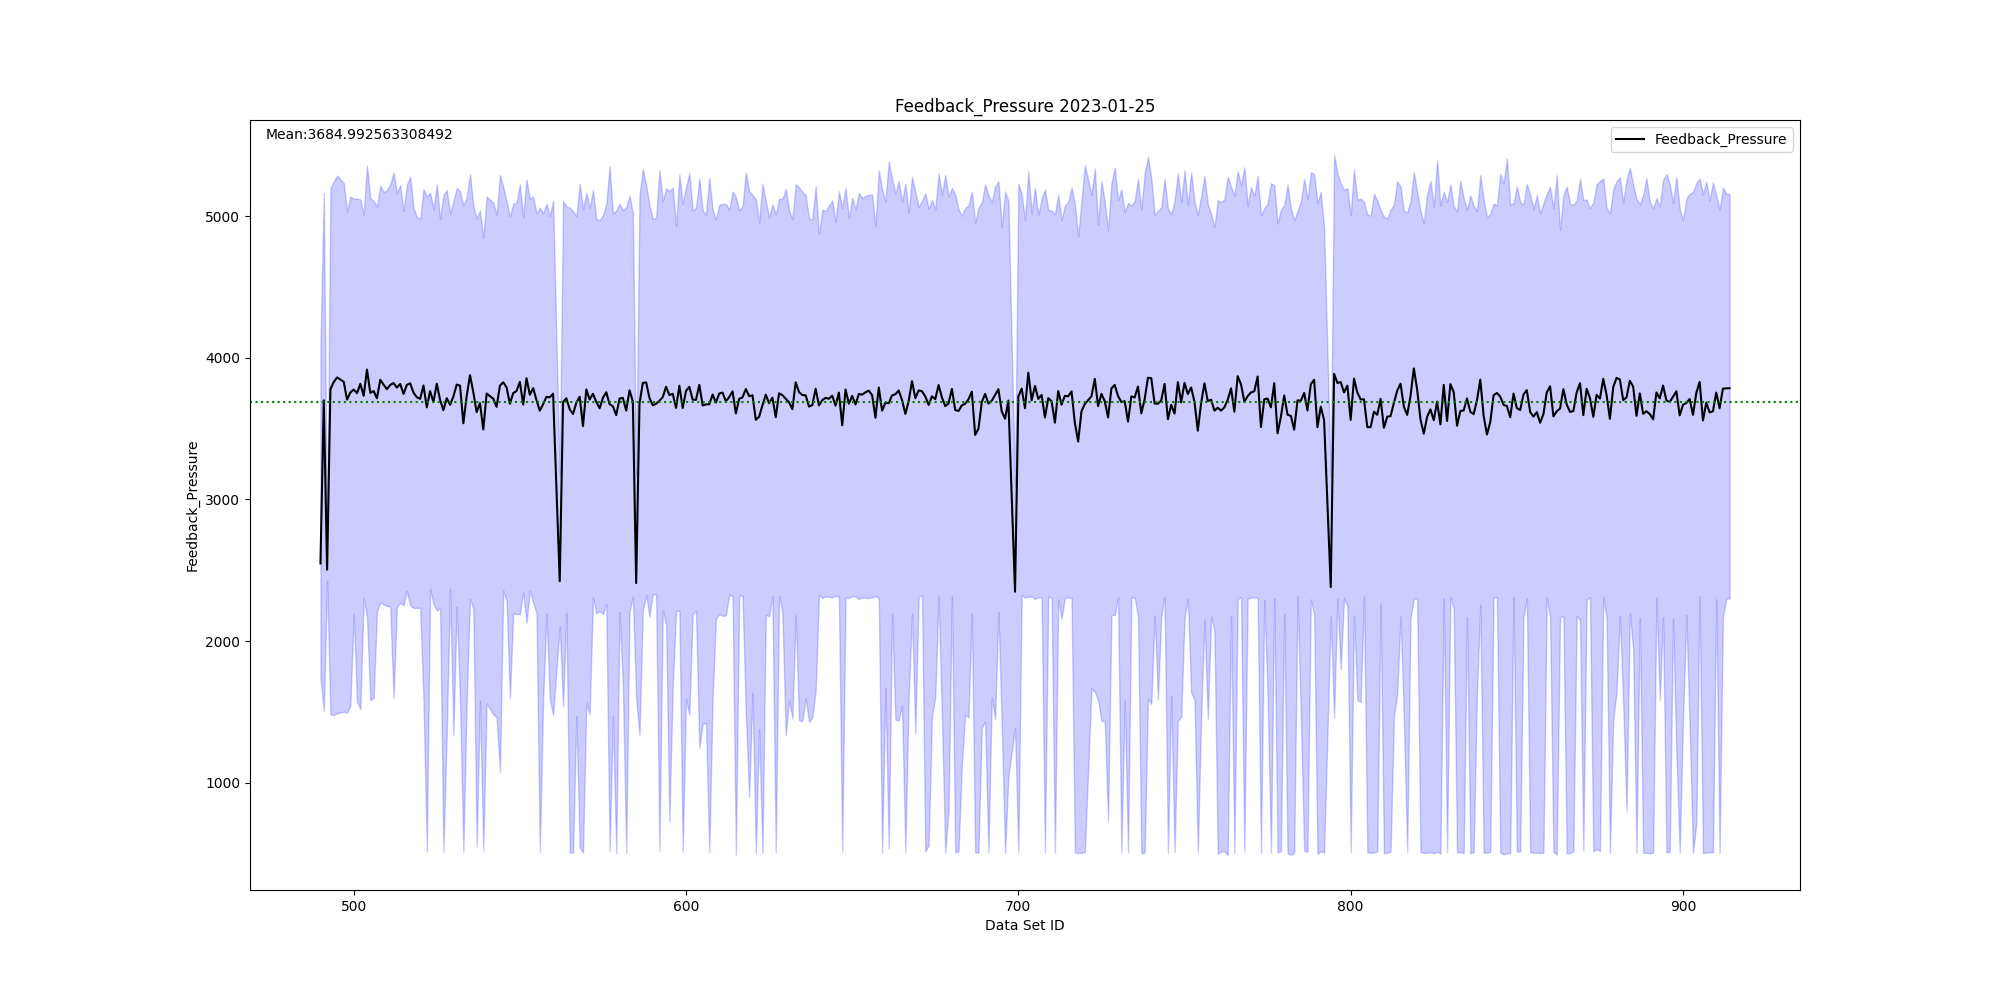 Feedback_Pressure 2023-01-25
Mean:3684.992563308492
Feedback_Pressure
Feedback_Pressure
5000
4000
3000
2000
1000
500
600
700
800
900
Data Set ID